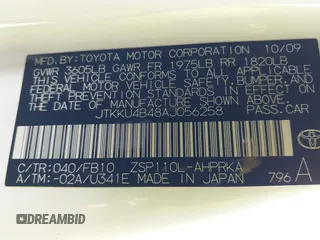 MFD.BY:TOYOTA MOTOR CORPORATION 10/09
GVWR 3605LB GAWR FR 1975LB RR 1820LB
THIS VEHICLE CONFORMS TO ALL APPLICABLE
FEDERAL MOTOR VEHICLE SAFETY, BUMPER, AND
THEFT PREVENTION STANDARDS IN EFFECT ON
THE DATE OF MANUFACTURE SHOWN ABOVE.
JTKKU4B48AJ056258 PASS.CAR
C/TR:040/FB10 ZSP110L-AHPRKA
A/TM:-02A/U341E MADE IN JAPAN 796A
TOYOTA
DREAMBID